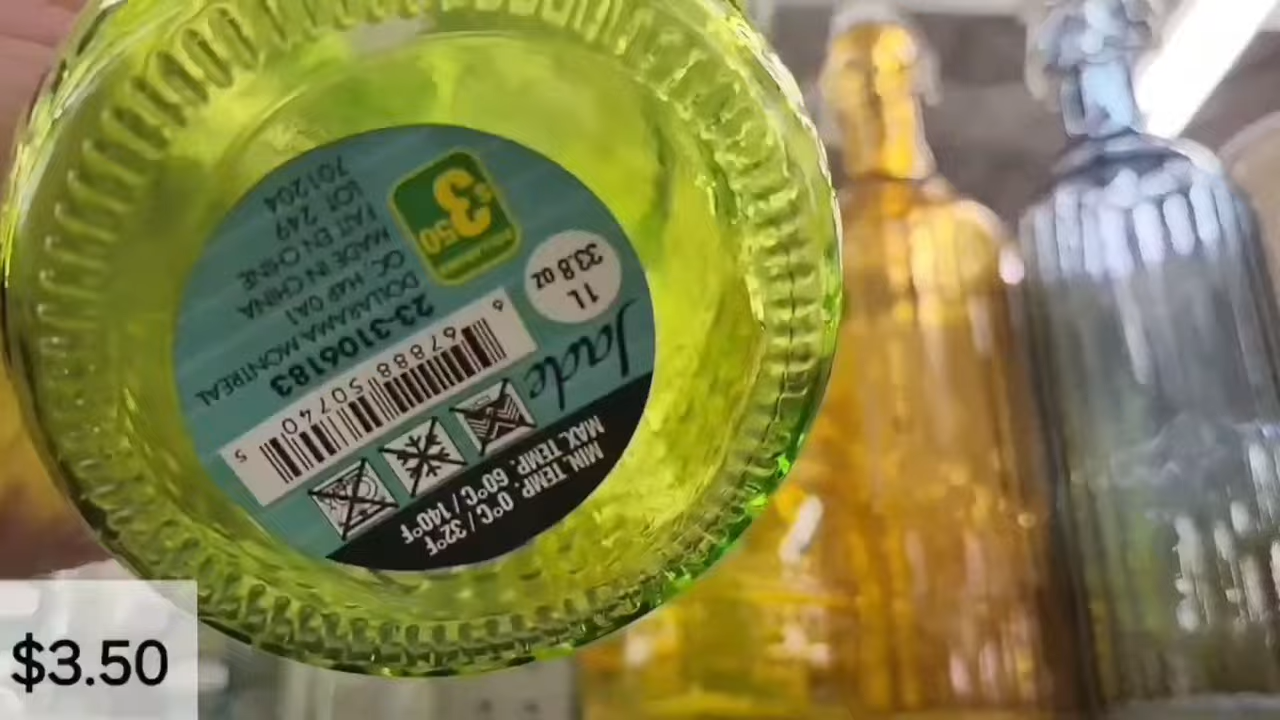 Jade
1L
33.8 OZ
$3.50
6 67888 50740 5
23-3106183
DOLLARAMA MONTREAL
QC. H4P 0A1
MADE IN CHINA
FAIT EN CHINE
LOT 249
701204
MIN. TEMP. 0°C / 32°F
MAX. TEMP. 60°C / 140°F
$3.50